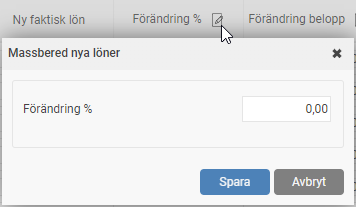 Ny faktisk lön Förändring % Förändring belopp
Massbered nya löner
Förändring % 0,00
Spara Avbryt